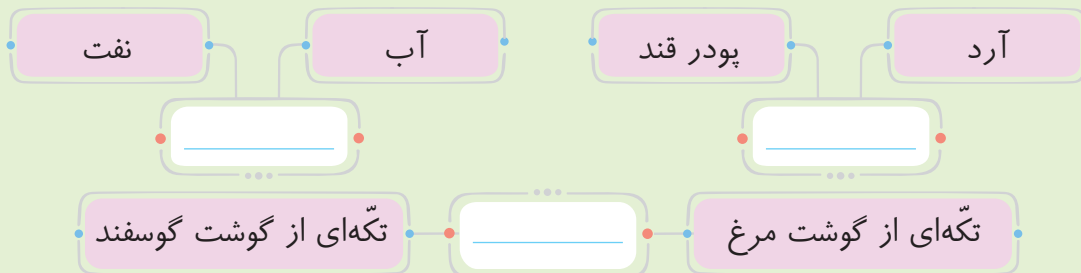 آرد
پودر قند
آب
نفت
تکّه‌ای از گوشت مرغ
تکّه‌ای از گوشت گوسفند